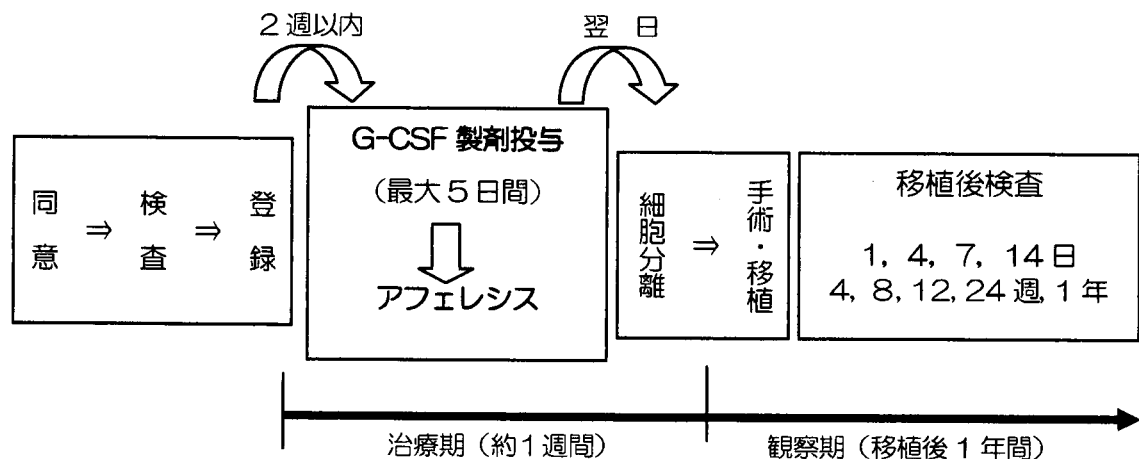 2週以内
翌 日
同意 ⇒ 検査 ⇒ 登録
G-CSF 製剤投与
(最大5日間)
アフェレシス
細胞分離 ⇒ 手術・移植
移植後検査
1, 4, 7, 14日
4, 8, 12, 24週, 1年
治療期(約1週間)
観察期(移植後1年間)